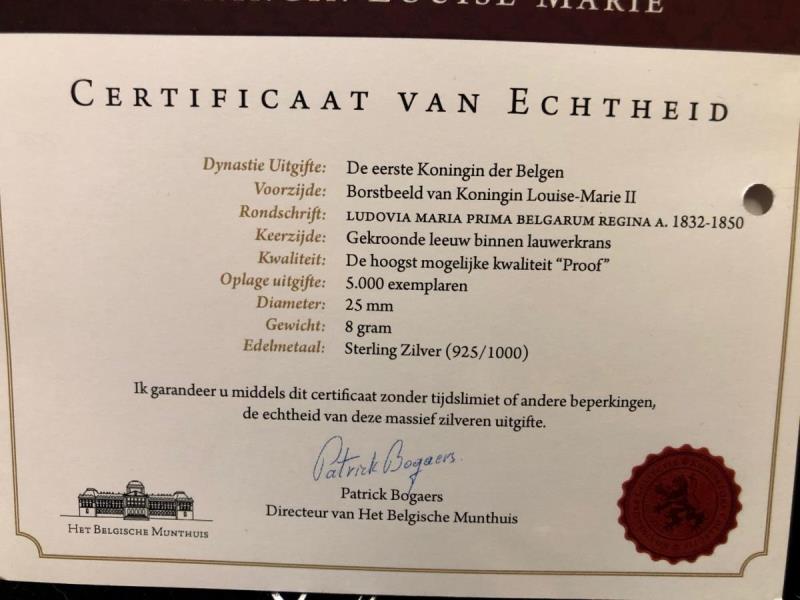 LOUISE-MARIE
CERTIFICAAT VAN ECHTHEID
Dynastie Uitgifte: De eerste Koningin der Belgen
Voorzijde: Borstbeeld van Koningin Louise-Marie II
Rondschrift: LUDOVIA MARIA PRIMA BELGARUM REGINA A. 1832-1850
Keerzijde: Gekroonde leeuw binnen lauwerkrans
Kwaliteit: De hoogst mogelijke kwaliteit “Proof”
Oplage uitgifte: 5.000 exemplaren
Diameter: 25 mm
Gewicht: 8 gram
Edelmetaal: Sterling Zilver (925/1000)
Ik garandeer u middels dit certificaat zonder tijdslimiet of andere beperkingen,
de echtheid van deze massief zilveren uitgifte.
Patrick Bogaers
Patrick Bogaers
Directeur van Het Belgische Munthuis
HET BELGISCHE MUNTHUIS